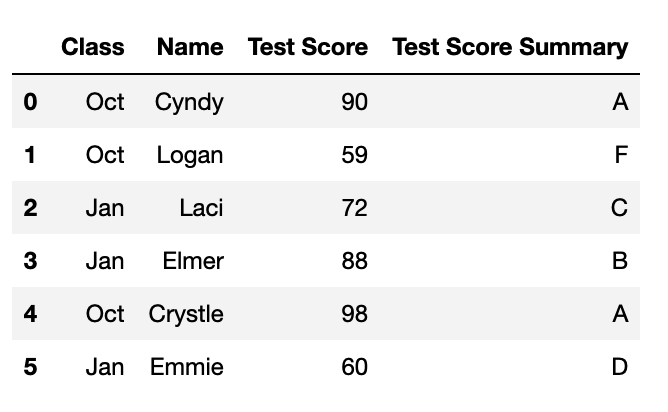 Class Name Test Score Test Score Summary
0 Oct Cyndy 90 A
1 Oct Logan 59 F
2 Jan Laci 72 C
3 Jan Elmer 88 B
4 Oct Crystle 98 A
5 Jan Emmie 60 D